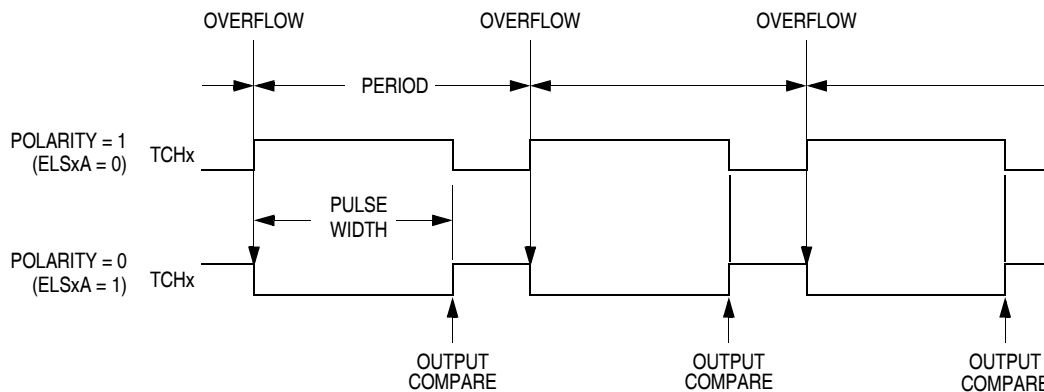 OVERFLOW OVERFLOW OVERFLOW
PERIOD
POLARITY = 1
(ELSxA = 0)
TCHx
PULSE
WIDTH
POLARITY = 0
(ELSxA = 1)
TCHx
OUTPUT
COMPARE
OUTPUT
COMPARE
OUTPUT
COMPARE